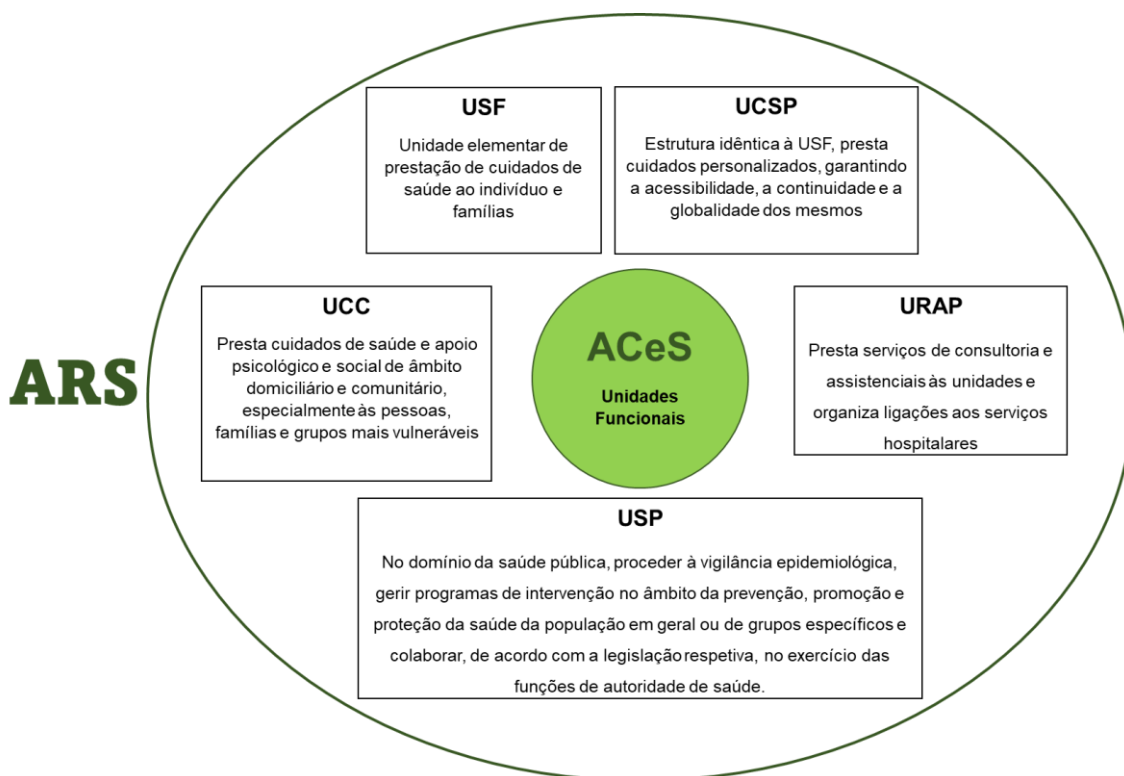 USF
Unidade elementar de
prestação de cuidados de
saúde ao indivíduo e
famílias
UCSP
Estrutura idêntica à USF, presta
cuidados personalizados, garantindo
a acessibilidade, a continuidade e a
globalidade dos mesmos
ARS
UCC
Presta cuidados de saúde e apoio
psicológico e social de âmbito
domiciliário e comunitário,
especialmente às pessoas,
famílias e grupos mais vulneráveis
ACeS
Unidades
Funcionais
URAP
Presta serviços de consultoria e
assistenciais às unidades e
organiza ligações aos serviços
hospitalares
USP
No domínio da saúde pública, proceder à vigilância epidemiológica,
gerir programas de intervenção no âmbito da prevenção, promoção e
proteção da saúde da população em geral ou de grupos específicos e
colaborar, de acordo com a legislação respetiva, no exercício das
funções de autoridade de saúde.